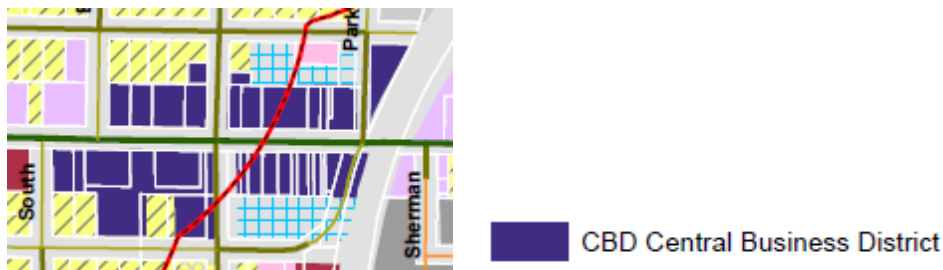 Park
South
Sherman
CBD Central Business District